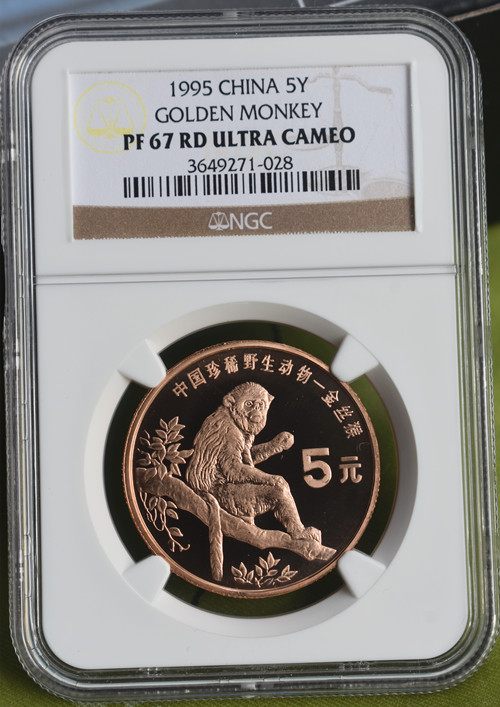 1995 CHINA 5Y
GOLDEN MONKEY
PF 67 RD ULTRA CAMEO
3649271-028
NGC
中国珍稀野生动物—金丝猴
5元